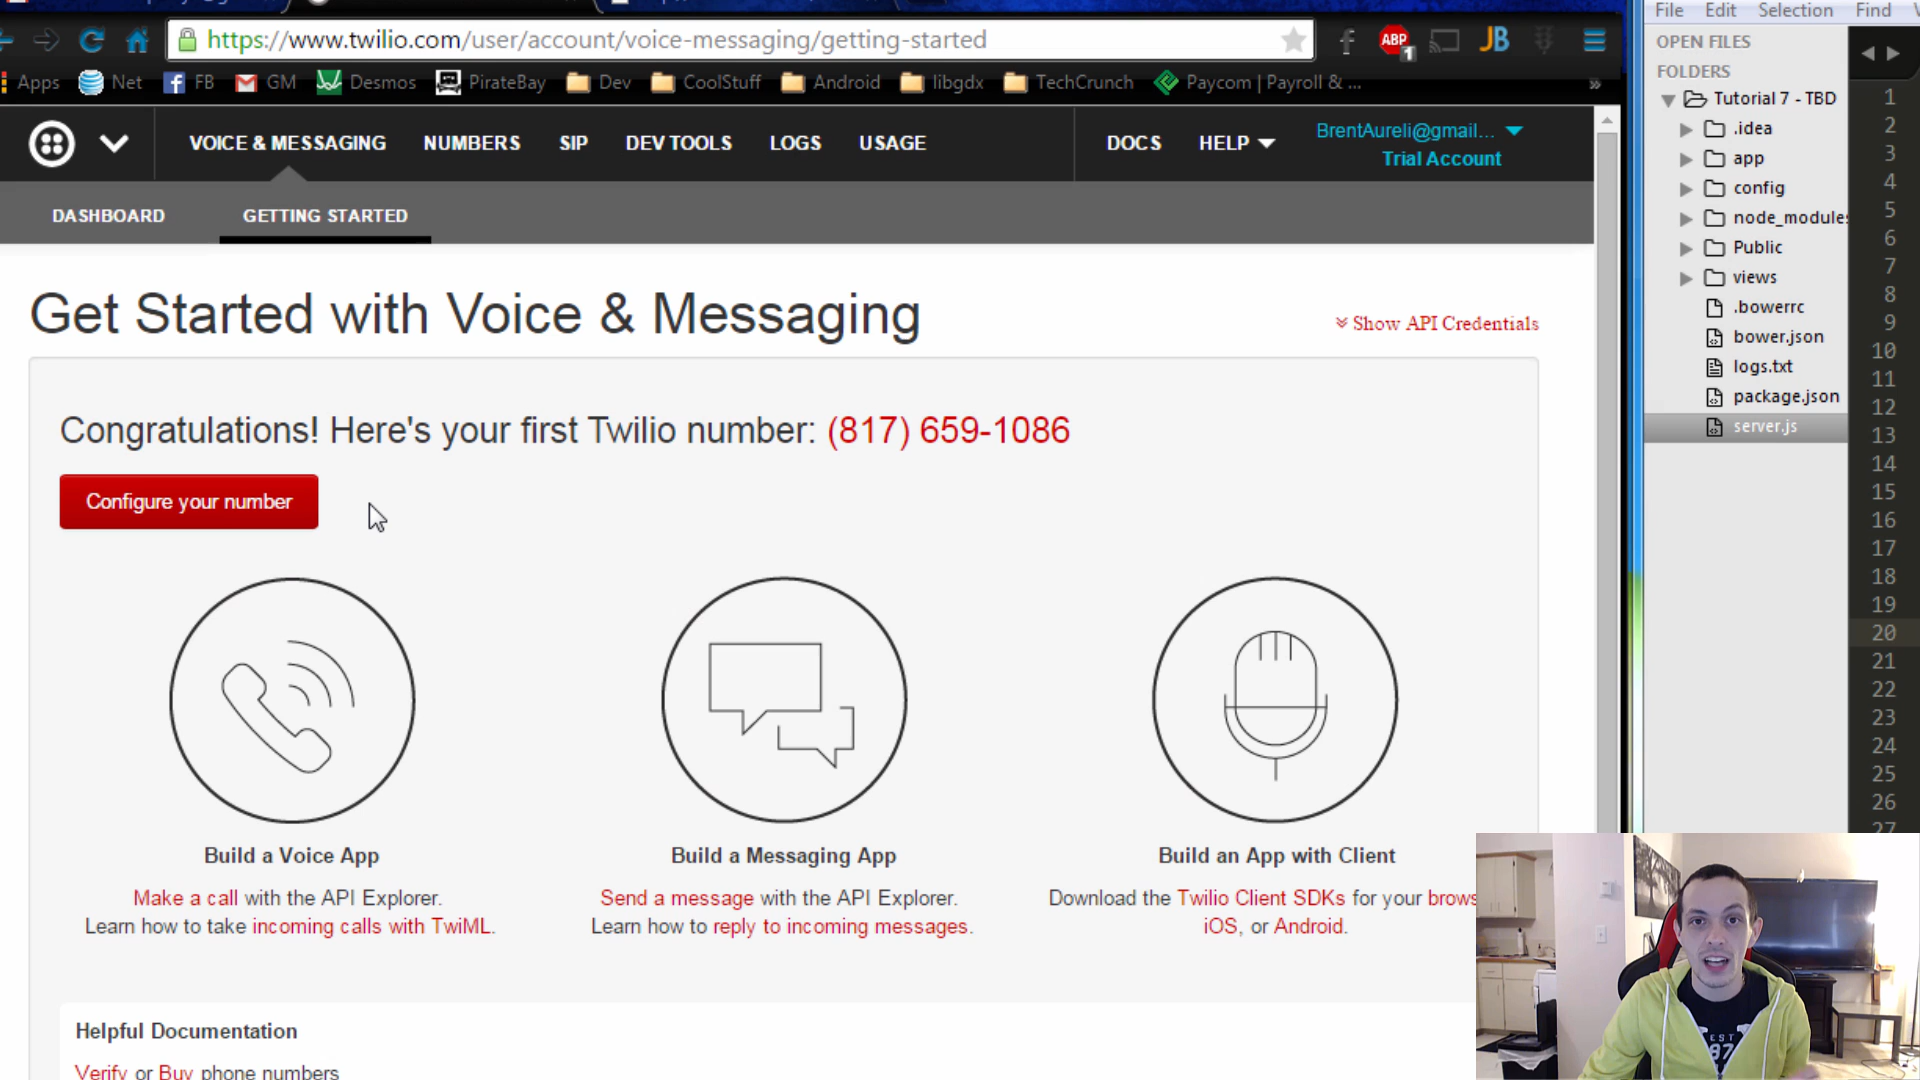 https://www.twilio.com/user/account/voice-messaging/getting-started
ABP
1
JB
Apps
Net
FB
GM
Desmos
PirateBay
Dev
CoolStuff
Android
libgdx
TechCrunch
Paycom | Payroll & ...
»
VOICE & MESSAGING
NUMBERS
SIP
DEV TOOLS
LOGS
USAGE
DOCS
HELP
BrentAureli@gmail...
Trial Account
DASHBOARD
GETTING STARTED
Get Started with Voice & Messaging
Show API Credentials
Congratulations! Here's your first Twilio number: (817) 659-1086
Configure your number
Build a Voice App
Make a call with the API Explorer.
Learn how to take incoming calls with TwiML.
Build a Messaging App
Send a message with the API Explorer.
Learn how to reply to incoming messages.
Build an App with Client
Download the Twilio Client SDKs for your brows
iOS, or Android.
Helpful Documentation
Verify or Buy phone numbers
File Edit Selection Find
OPEN FILES
FOLDERS
Tutorial 7 - TBD
.idea
app
config
node_modules
Public
views
.bowerrc
bower.json
logs.txt
package.json
server.js
1
2
3
4
5
6
7
8
9
10
11
12
13
14
15
16
17
18
19
20
21
22
23
24
25
26
27